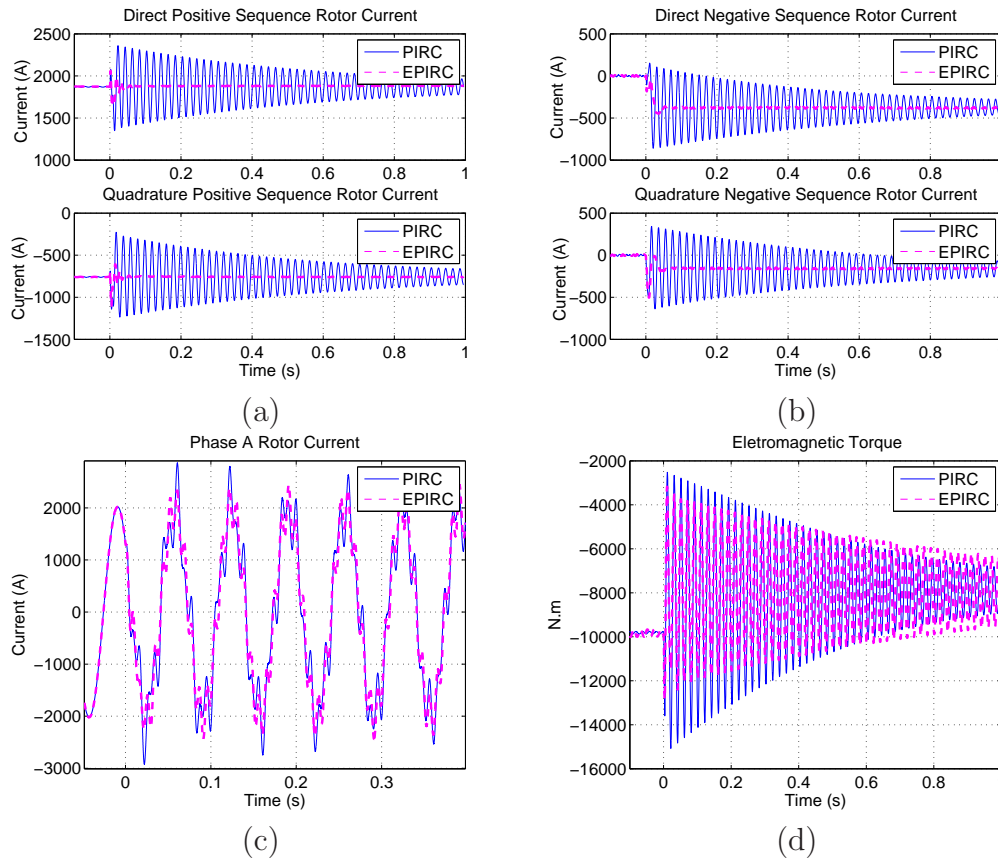 Direct Positive Sequence Rotor Current
2500
2000
1500
1000
Current (A)
0 0.2 0.4 0.6 0.8 1
PIRC
EPIRC
Quadrature Positive Sequence Rotor Current
0
−500
−1000
−1500
Current (A)
0 0.2 0.4 0.6 0.8 1
Time (s)
PIRC
EPIRC
(a)
Direct Negative Sequence Rotor Current
500
0
−500
−1000
Current (A)
0 0.2 0.4 0.6 0.8
PIRC
EPIRC
Quadrature Negative Sequence Rotor Current
500
0
−500
−1000
Current (A)
0 0.2 0.4 0.6 0.8
Time (s)
PIRC
EPIRC
(b)
Phase A Rotor Current
2000
1000
0
−1000
−2000
−3000
Current (A)
0 0.1 0.2 0.3
Time (s)
PIRC
EPIRC
(c)
Eletromagnetic Torque
−2000
−4000
−6000
−8000
−10000
−12000
−14000
−16000
N.m
0 0.2 0.4 0.6 0.8
Time (s)
PIRC
EPIRC
(d)